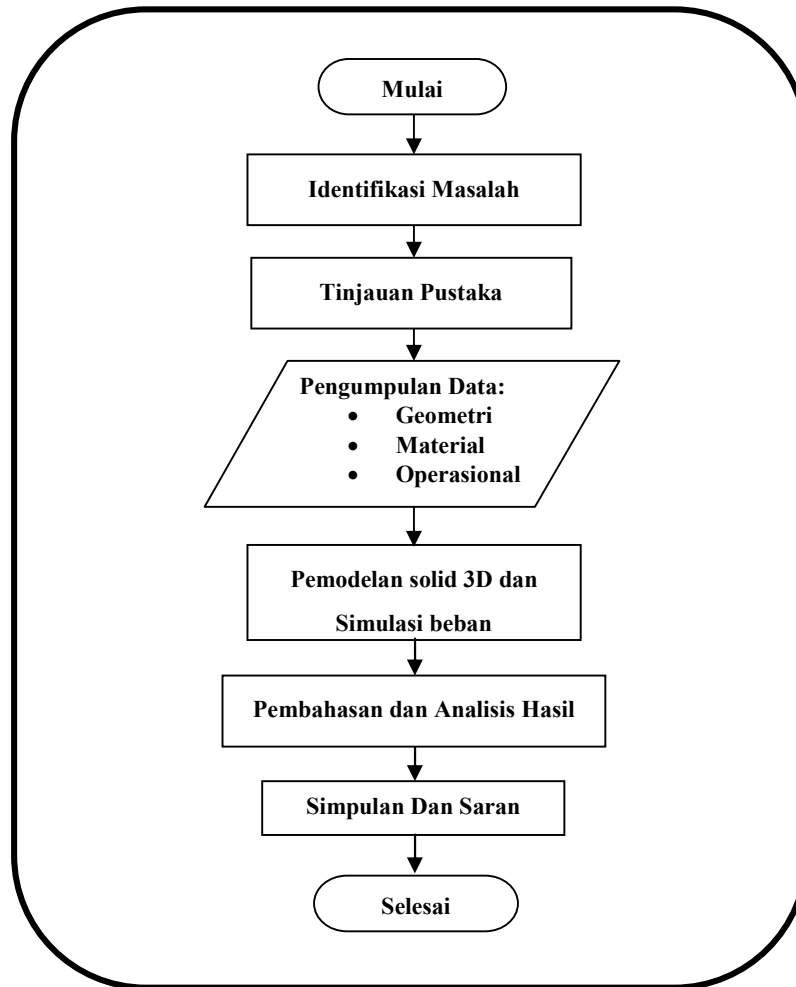 Mulai
Identifikasi Masalah
Tinjauan Pustaka
Pengumpulan Data:
• Geometri
• Material
• Operasional
Pemodelan solid 3D dan
Simulasi beban
Pembahasan dan Analisis Hasil
Simpulan Dan Saran
Selesai